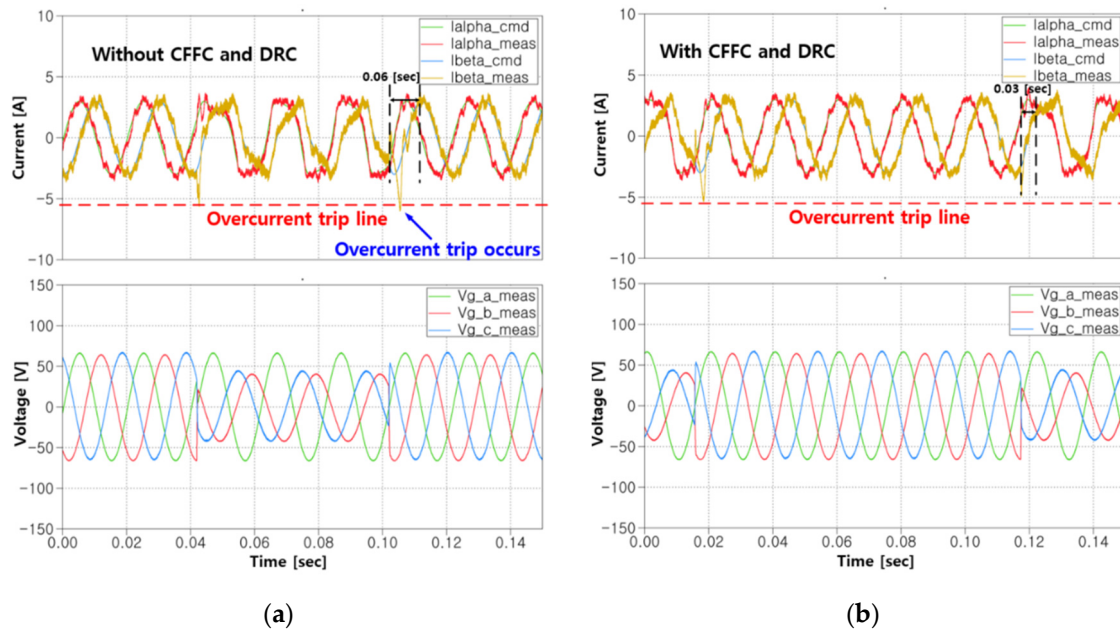 Without CFFC and DRC
Ialpha_cmd
Ialpha_meas
Ibeta_cmd
Ibeta_meas
0.06 [sec]
10
5
0
−5
−10
Current [A]
Overcurrent trip line
Overcurrent trip occurs
Vg_a_meas
Vg_b_meas
Vg_c_meas
150
100
50
0
−50
−100
−150
Voltage [V]
0.00 0.02 0.04 0.06 0.08 0.10 0.12 0.14
Time [sec]
(a)
With CFFC and DRC
Ialpha_cmd
Ialpha_meas
Ibeta_cmd
Ibeta_meas
0.03 [sec]
10
5
0
−5
−10
Current [A]
Overcurrent trip line
Vg_a_meas
Vg_b_meas
Vg_c_meas
150
100
50
0
−50
−100
−150
Voltage [V]
0.00 0.02 0.04 0.06 0.08 0.10 0.12 0.14
Time [sec]
(b)